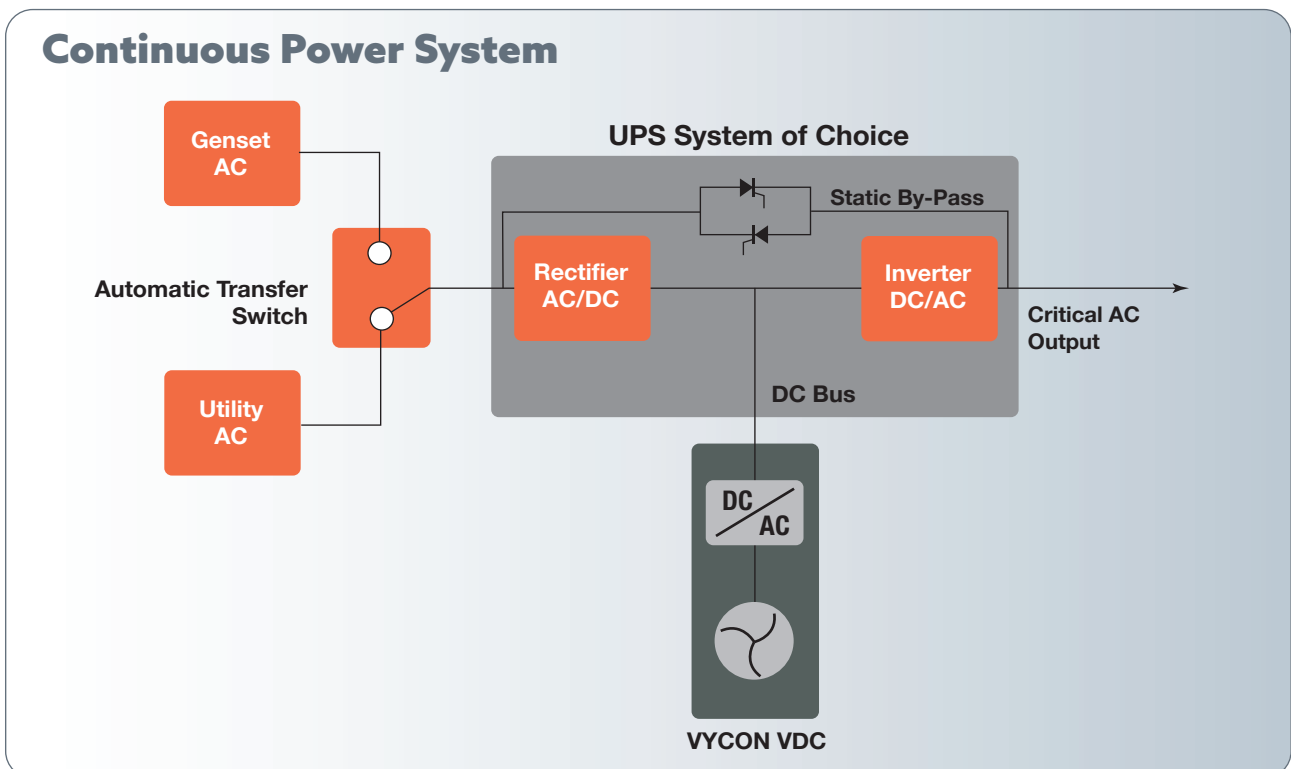 Continuous Power System
Genset
AC
UPS System of Choice
Static By-Pass
Rectifier
AC/DC
Inverter
DC/AC
Automatic Transfer
Switch
Critical AC
Output
Utility
AC
DC Bus
DC
AC
VYCON VDC